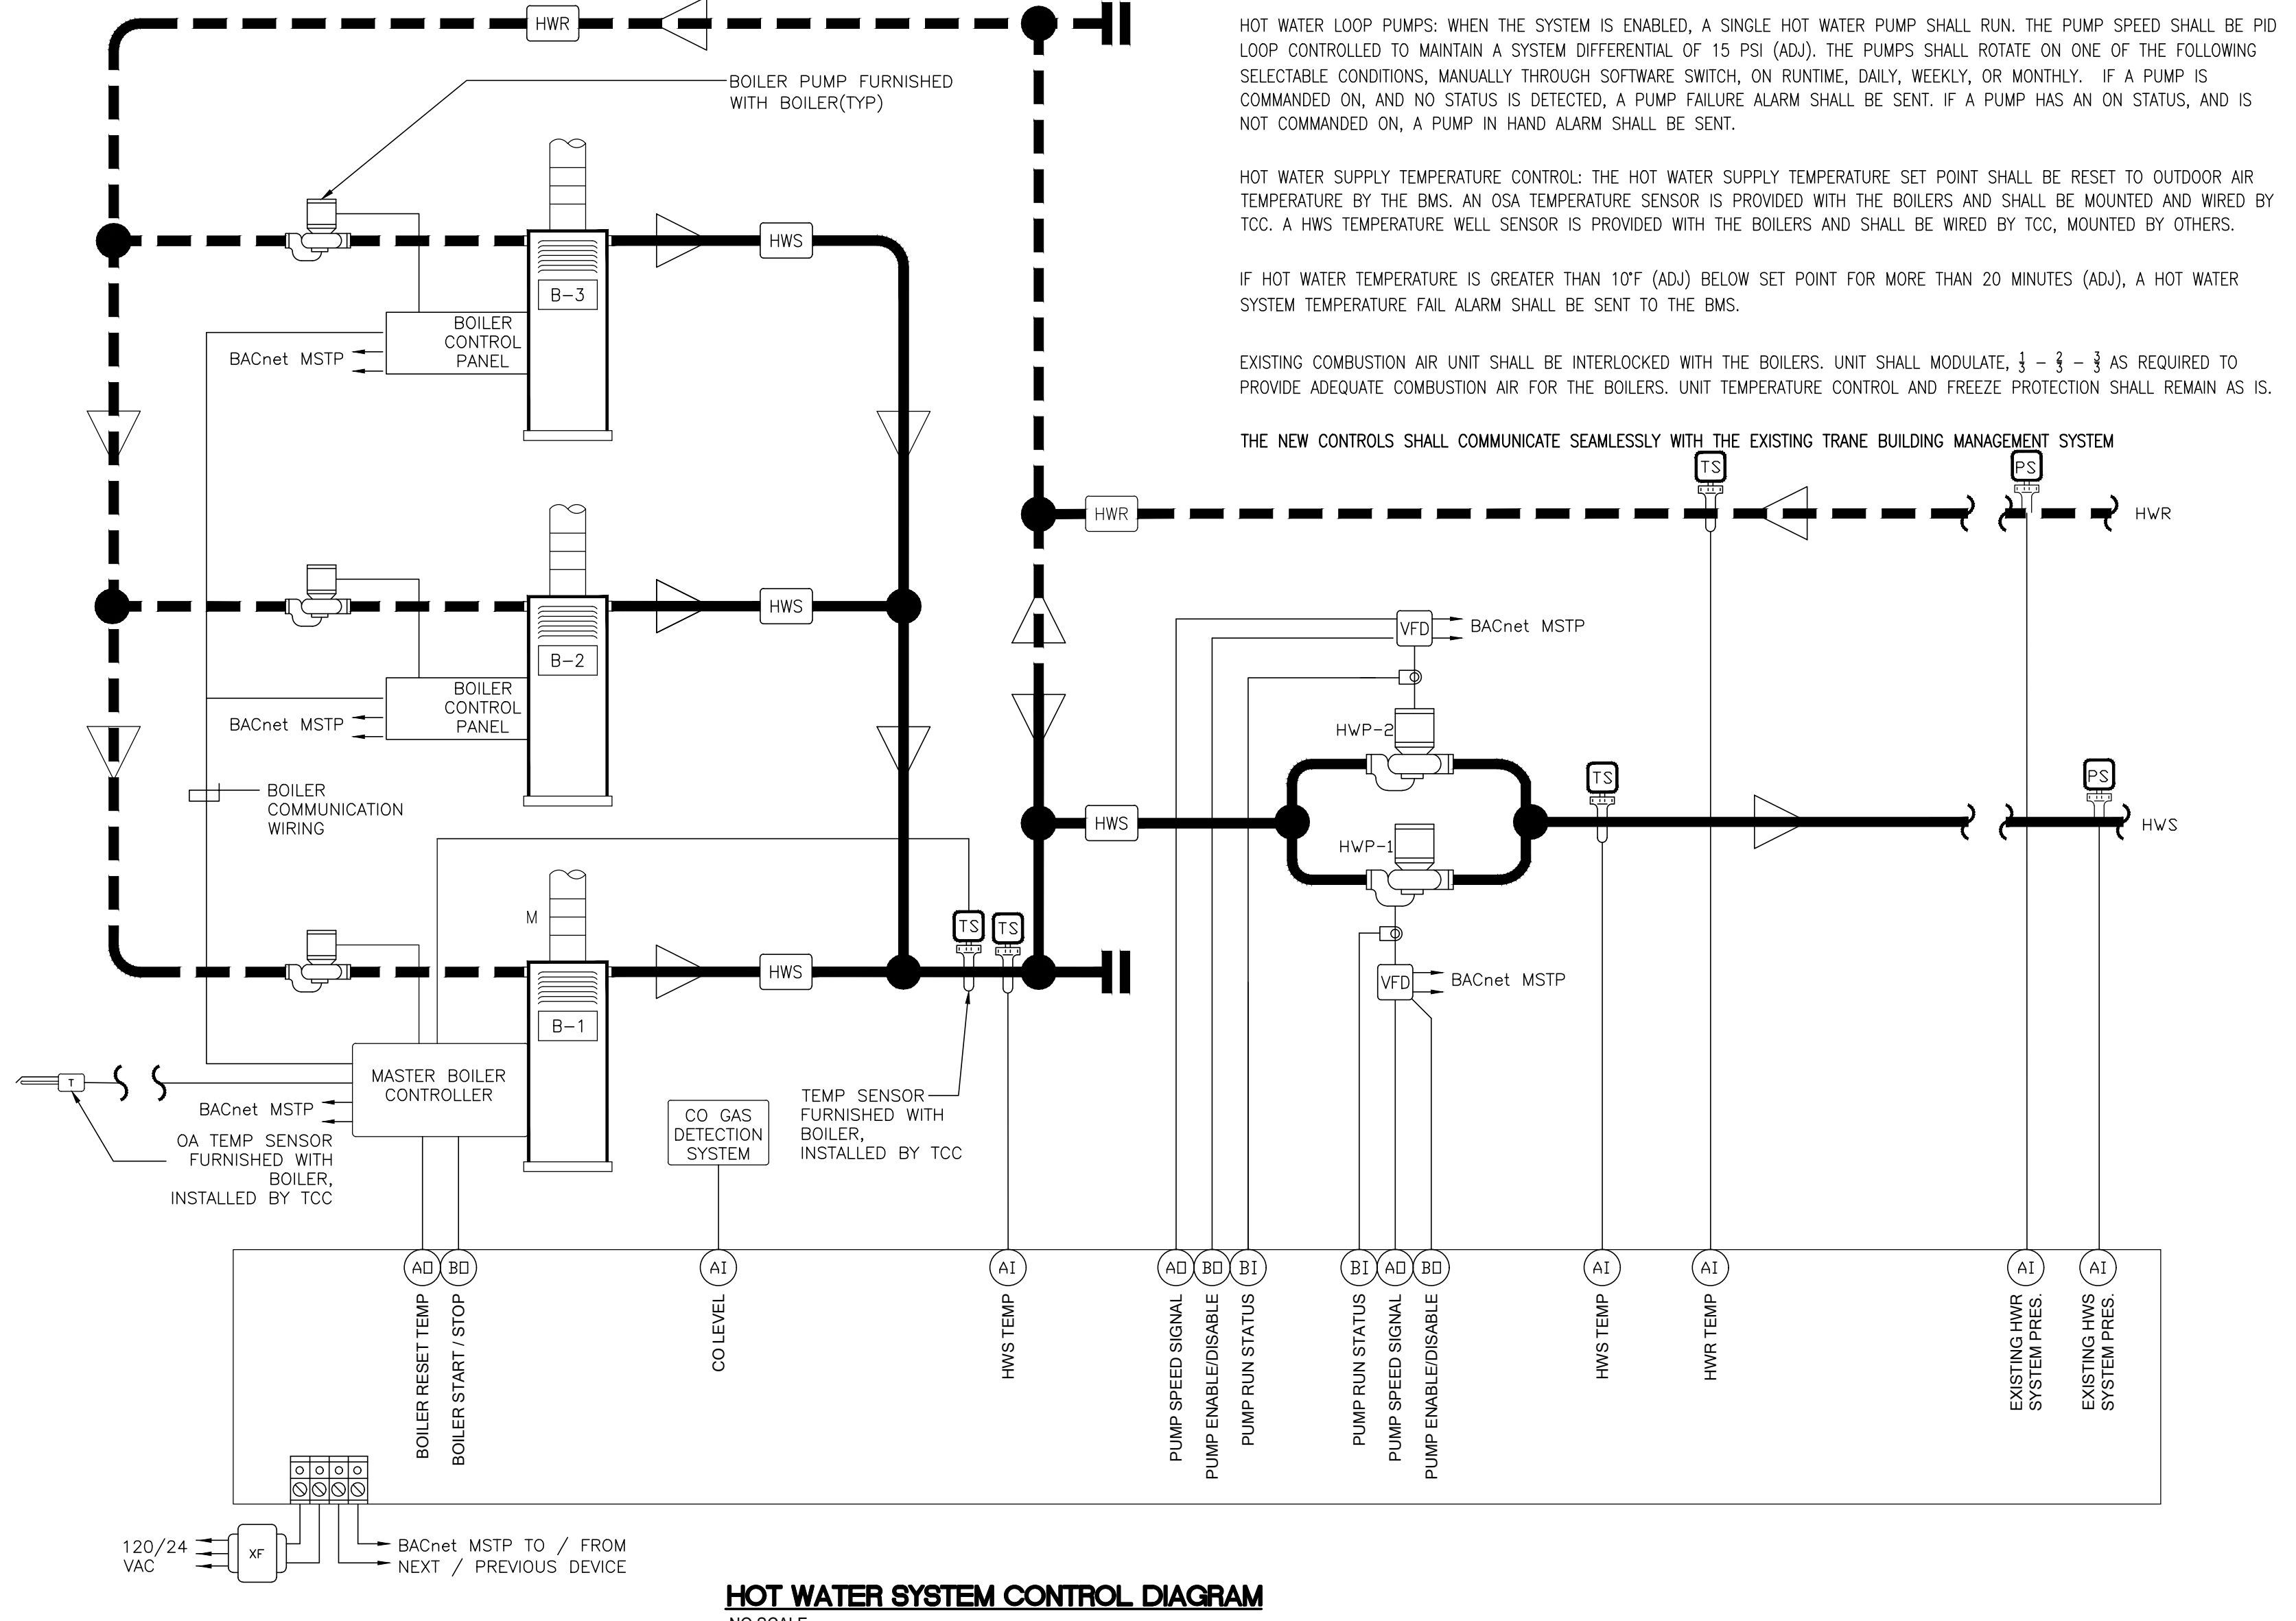 HWR
HOT WATER LOOP PUMPS: WHEN THE SYSTEM IS ENABLED, A SINGLE HOT WATER PUMP SHALL RUN. THE PUMP SPEED SHALL BE PID
LOOP CONTROLLED TO MAINTAIN A SYSTEM DIFFERENTIAL OF 15 PSI (ADJ). THE PUMPS SHALL ROTATE ON ONE OF THE FOLLOWING
SELECTABLE CONDITIONS, MANUALLY THROUGH SOFTWARE SWITCH, ON RUNTIME, DAILY, WEEKLY, OR MONTHLY. IF A PUMP IS
COMMANDED ON, AND NO STATUS IS DETECTED, A PUMP FAILURE ALARM SHALL BE SENT. IF A PUMP HAS AN ON STATUS, AND IS
NOT COMMANDED ON, A PUMP IN HAND ALARM SHALL BE SENT.
HOT WATER SUPPLY TEMPERATURE CONTROL: THE HOT WATER SUPPLY TEMPERATURE SET POINT SHALL BE RESET TO OUTDOOR AIR
TEMPERATURE BY THE BMS. AN OSA TEMPERATURE SENSOR IS PROVIDED WITH THE BOILERS AND SHALL BE MOUNTED AND WIRED BY
TCC. A HWS TEMPERATURE WELL SENSOR IS PROVIDED WITH THE BOILERS AND SHALL BE WIRED BY TCC, MOUNTED BY OTHERS.
IF HOT WATER TEMPERATURE IS GREATER THAN 10°F (ADJ) BELOW SET POINT FOR MORE THAN 20 MINUTES (ADJ), A HOT WATER
SYSTEM TEMPERATURE FAIL ALARM SHALL BE SENT TO THE BMS.
EXISTING COMBUSTION AIR UNIT SHALL BE INTERLOCKED WITH THE BOILERS. UNIT SHALL MODULATE, 1/3 - 2/3 - 3/3 AS REQUIRED TO
PROVIDE ADEQUATE COMBUSTION AIR FOR THE BOILERS. UNIT TEMPERATURE CONTROL AND FREEZE PROTECTION SHALL REMAIN AS IS.
THE NEW CONTROLS SHALL COMMUNICATE SEAMLESSLY WITH THE EXISTING TRANE BUILDING MANAGEMENT SYSTEM
BOILER PUMP FURNISHED
WITH BOILER(TYP)
HWS
B-3
BOILER
CONTROL
PANEL
BACnet MSTP
TS
PS
HWR
HWR
HWS
B-2
BOILER
CONTROL
PANEL
BACnet MSTP
VFD
BACnet MSTP
HWP-2
BOILER
COMMUNICATION
WIRING
TS
PS
HWS
HWS
HWP-1
M
TS
TS
HWS
VFD
BACnet MSTP
B-1
MASTER BOILER
CONTROLLER
T
BACnet MSTP
OA TEMP SENSOR
FURNISHED WITH
BOILER,
INSTALLED BY TCC
CO GAS
DETECTION
SYSTEM
TEMP SENSOR
FURNISHED WITH
BOILER,
INSTALLED BY TCC
AO
BO
AI
AI
AO
BO
BI
BI
AO
BO
AI
AI
AI
AI
BOILER RESET TEMP
BOILER START / STOP
CO LEVEL
HWS TEMP
PUMP SPEED SIGNAL
PUMP ENABLE/DISABLE
PUMP RUN STATUS
PUMP RUN STATUS
PUMP SPEED SIGNAL
PUMP ENABLE/DISABLE
HWS TEMP
HWR TEMP
EXISTING HWR
SYSTEM PRES.
EXISTING HWS
SYSTEM PRES.
120/24
VAC
XF
BACnet MSTP TO / FROM
NEXT / PREVIOUS DEVICE
HOT WATER SYSTEM CONTROL DIAGRAM
NO SCALE